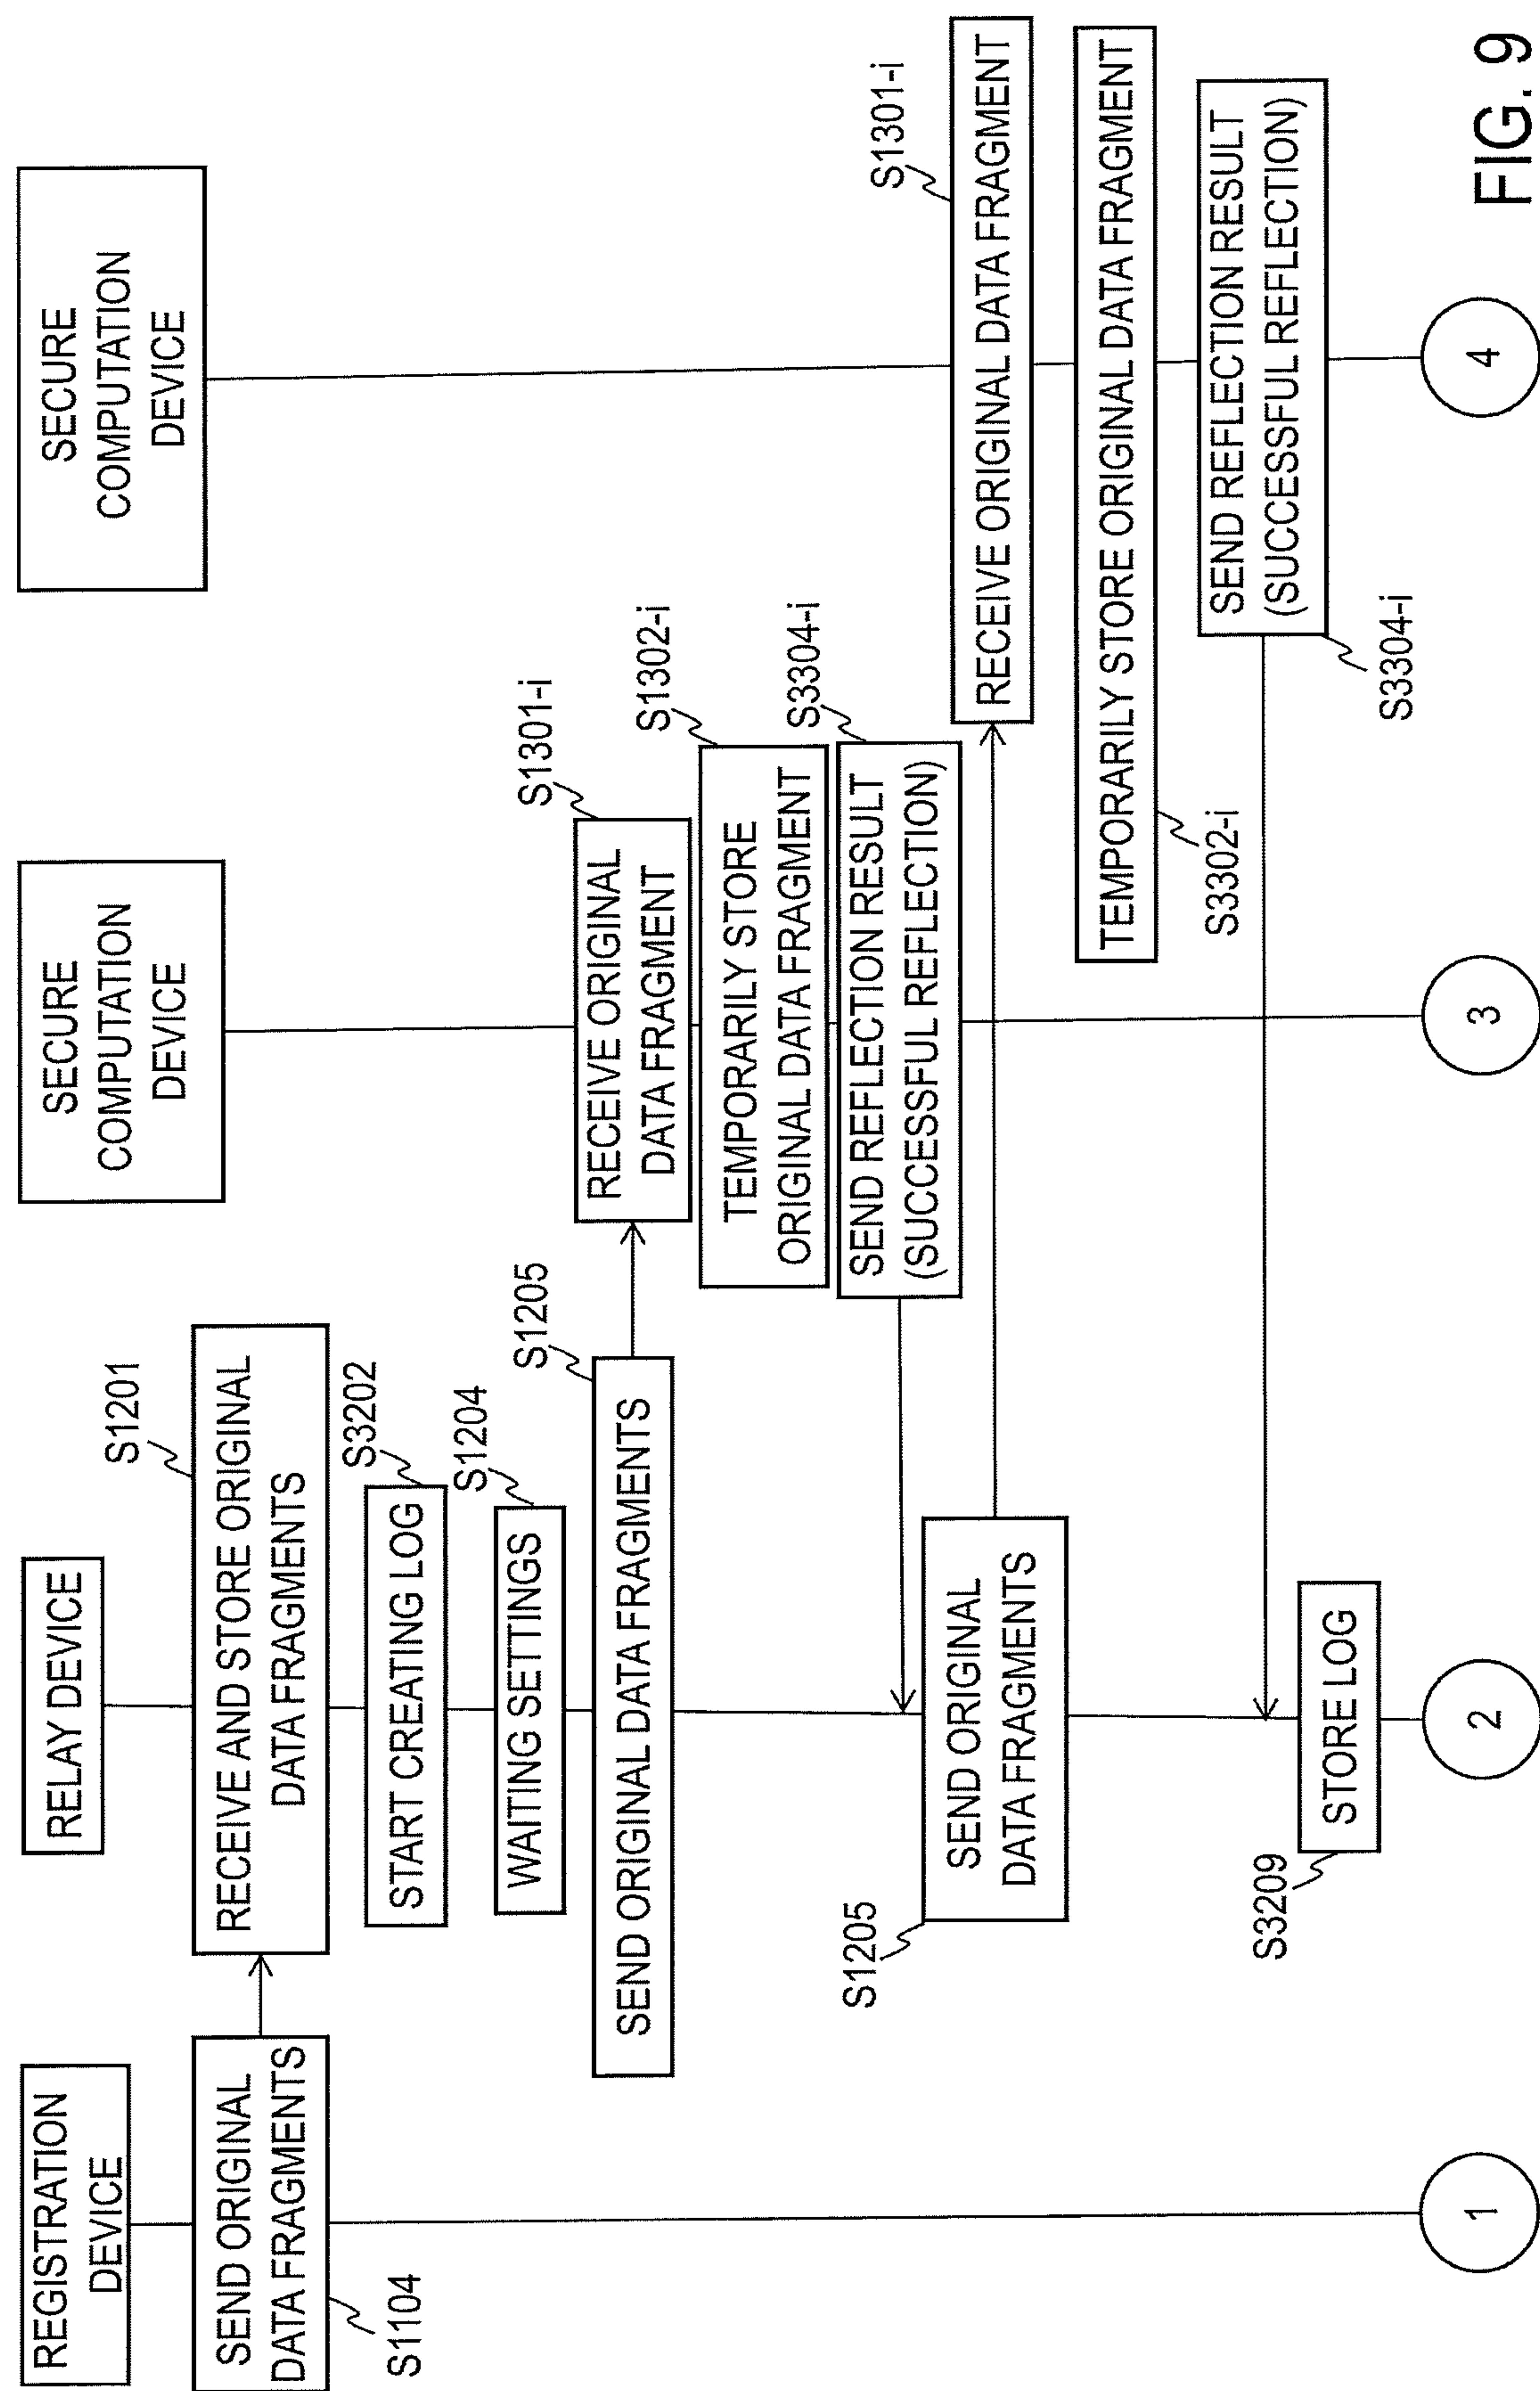 REGISTRATION
DEVICE
RELAY DEVICE
SECURE
COMPUTATION
DEVICE
SECURE
COMPUTATION
DEVICE
SEND ORIGINAL
DATA FRAGMENTS
S1104
S1201
RECEIVE AND STORE ORIGINAL
DATA FRAGMENTS
S3202
START CREATING LOG
S1204
WAITING SETTINGS
S1205
SEND ORIGINAL DATA FRAGMENTS
S1301-i
RECEIVE ORIGINAL
DATA FRAGMENT
S1302-i
TEMPORARILY STORE
ORIGINAL DATA FRAGMENT
S3304-i
SEND REFLECTION RESULT
(SUCCESSFUL REFLECTION)
S1205
SEND ORIGINAL
DATA FRAGMENTS
S1301-i
RECEIVE ORIGINAL DATA FRAGMENT
TEMPORARILY STORE ORIGINAL DATA FRAGMENT
S3302-i
SEND REFLECTION RESULT
(SUCCESSFUL REFLECTION)
S3304-i
S3209
STORE LOG
1
2
3
4
FIG. 9